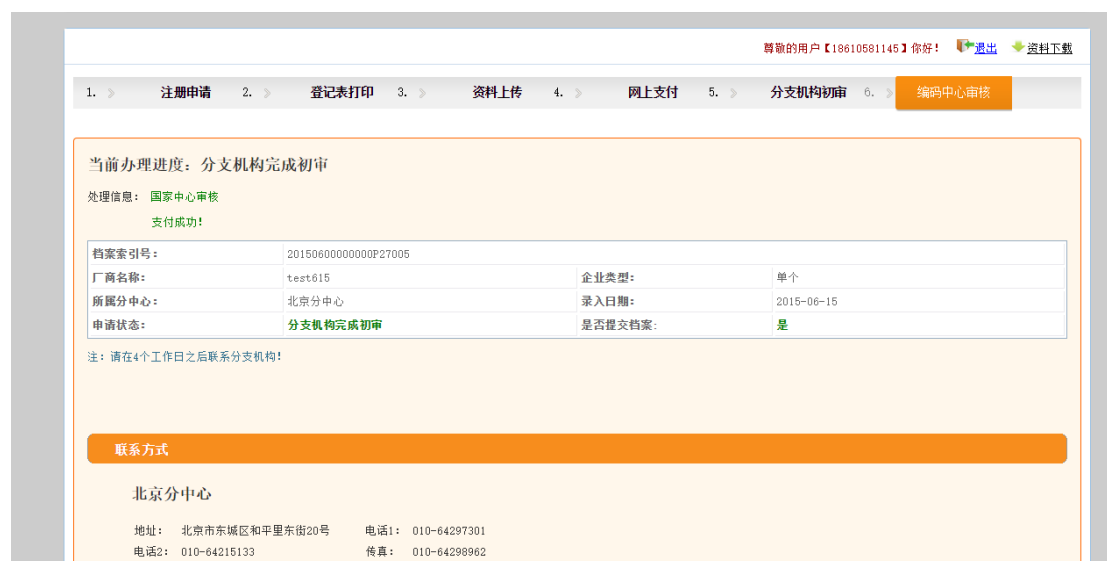 尊敬的用户【18610581145】你好! 退出 资料下载
1. 注册申请 2. 登记表打印 3. 资料上传 4. 网上支付 5. 分支机构初审 6. 编码中心审核
当前办理进度：分支机构完成初审
处理信息： 国家中心审核
支付成功!
档案索引号： 20150600000000P27005
厂商名称： test615 企业类型： 单个
所属分中心： 北京分中心 录入日期： 2015-06-15
申请状态： 分支机构完成初审 是否提交档案: 是
注：请在4个工作日之后联系分支机构!
联系方式
北京分中心
地址： 北京市东城区和平里东街20号 电话1： 010-64297301
电话2： 010-64215133 传真： 010-64298962